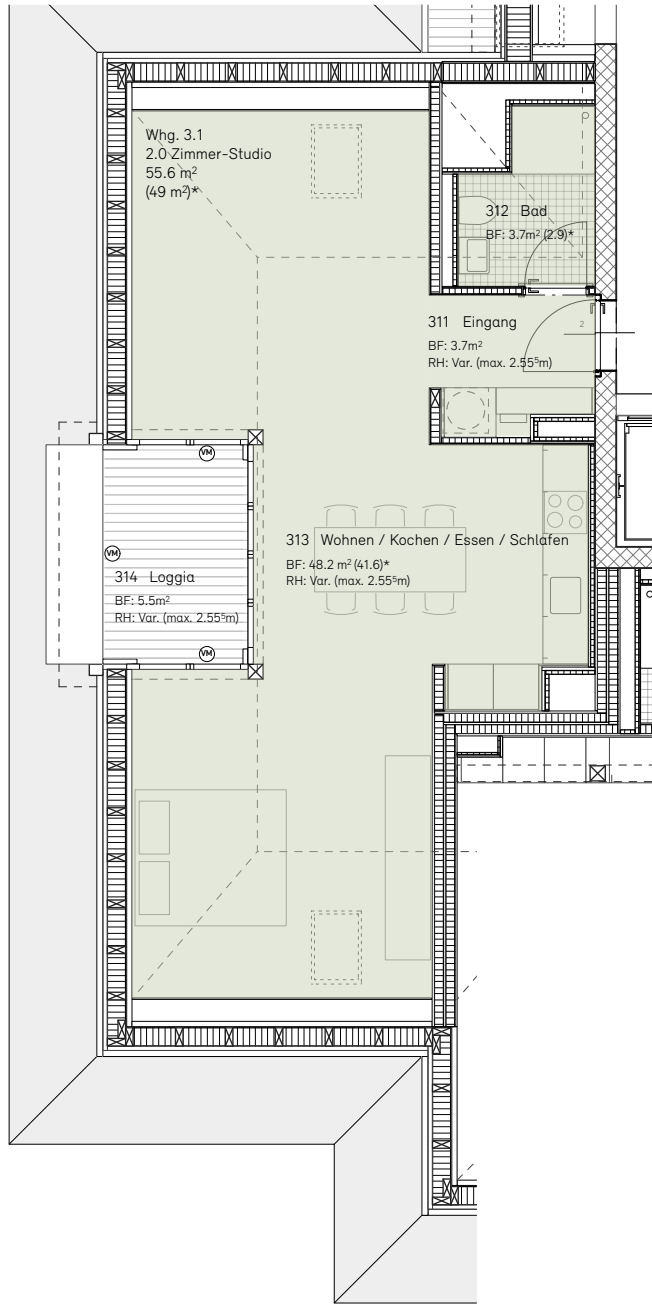 Whg. 3.1
2.0 Zimmer-Studio
55.6 m²
(49 m²)*
312 Bad
BF: 3.7m² (2.9)*
311 Eingang
BF: 3.7m²
RH: Var. (max. 2.55⁵m)
2
VM
313 Wohnen / Kochen / Essen / Schlafen
BF: 48.2 m² (41.6)*
RH: Var. (max. 2.55⁵m)
VM
314 Loggia
BF: 5.5m²
RH: Var. (max. 2.55⁵m)
VM